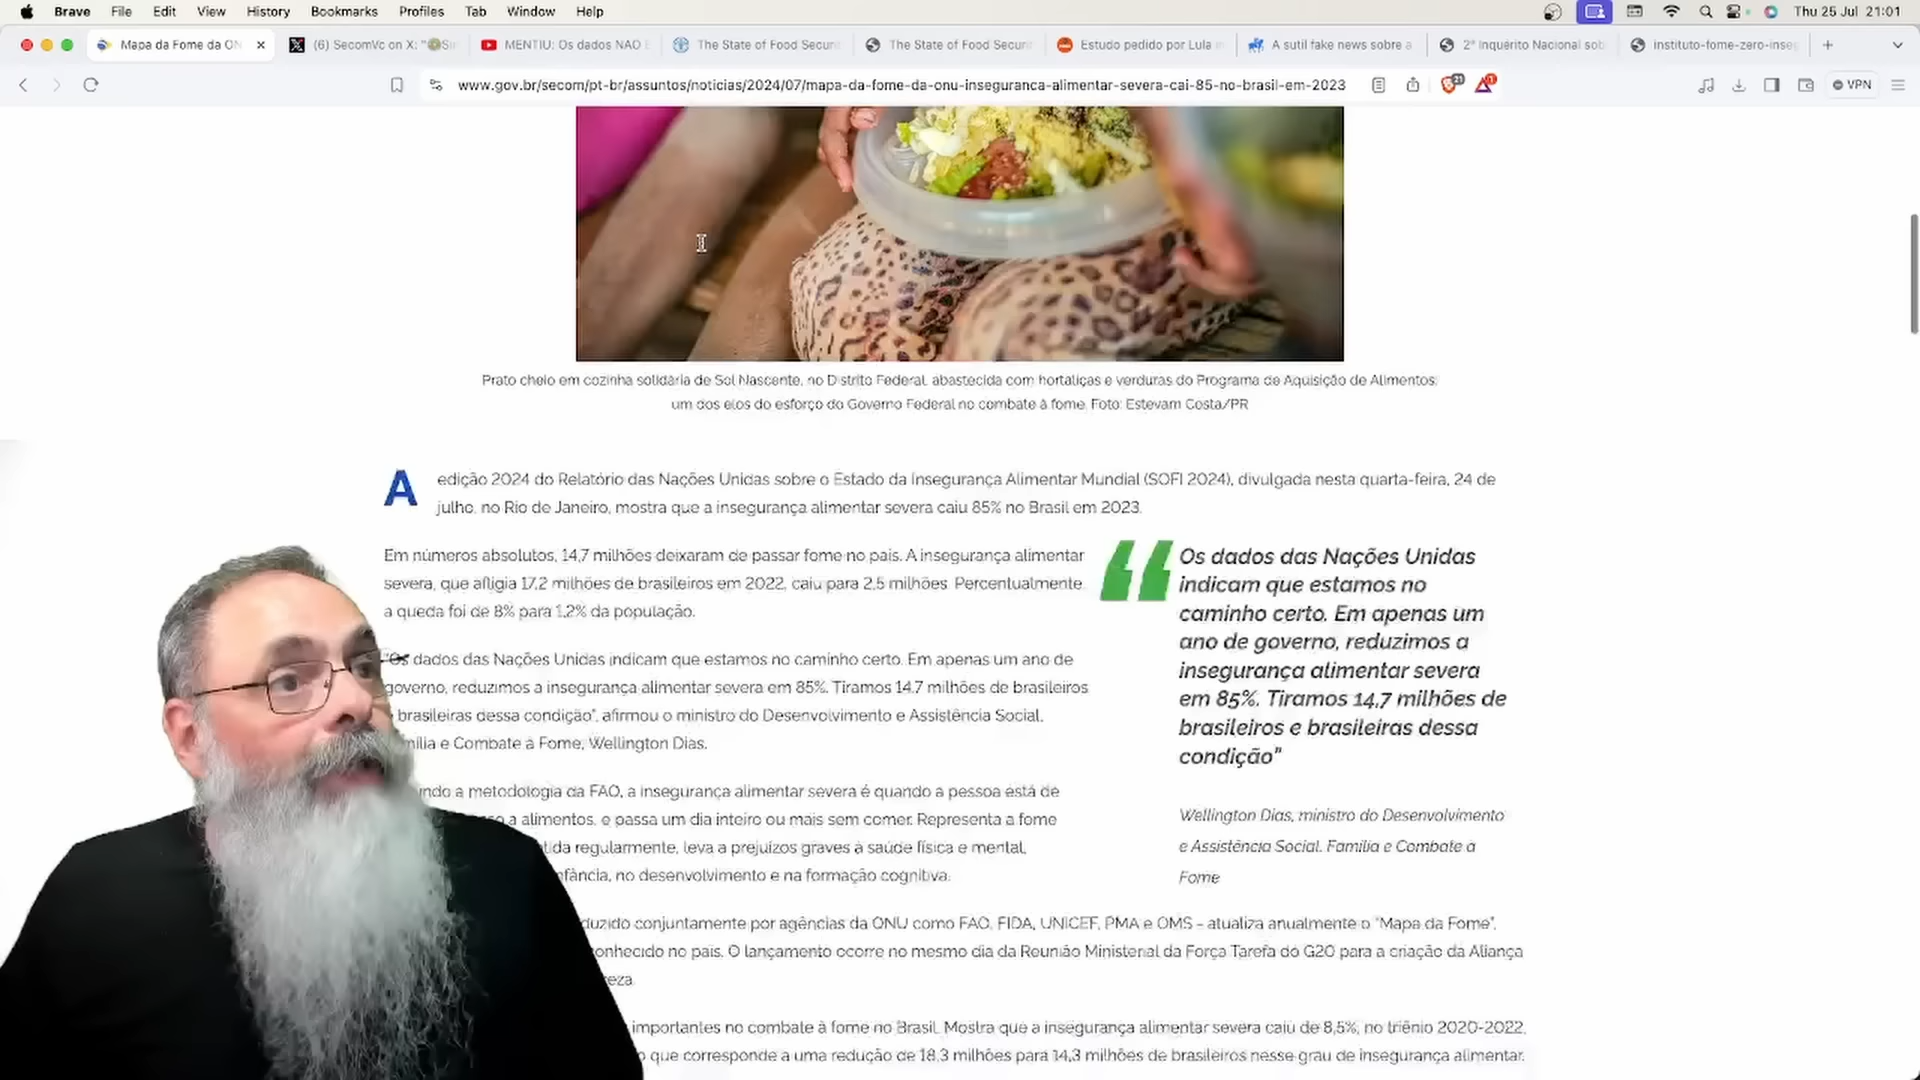 Brave File Edit View History Bookmarks Profiles Tab Window Help Thu 25 Jul 21:01
Mapa da Fome da ON (6) SecomVc on X: " MENTIU: Os dados NÃO The State of Food Securi The State of Food Securi Estudo pedido por Lula A sutil fake news sobre a 2º Inquérito Nacional sob instituto-fome-zero-inseg
www.gov.br/secom/pt-br/assuntos/noticias/2024/07/mapa-da-fome-da-onu-inseguranca-alimentar-severa-cai-85-no-brasil-em-2023 21 1 VPN
Prato cheio em cozinha solidária de Sol Nascente, no Distrito Federal, abastecida com hortaliças e verduras do Programa de Aquisição de Alimentos,
um dos elos do esforço do Governo Federal no combate à fome. Foto: Estevam Costa/PR
A edição 2024 do Relatório das Nações Unidas sobre o Estado da Insegurança Alimentar Mundial (SOFI 2024), divulgada nesta quarta-feira, 24 de
julho, no Rio de Janeiro, mostra que a insegurança alimentar severa caiu 85% no Brasil em 2023.
Em números absolutos, 14,7 milhões deixaram de passar fome no país. A insegurança alimentar
severa, que afligia 17,2 milhões de brasileiros em 2022, caiu para 2,5 milhões. Percentualmente,
a queda foi de 8% para 1,2% da população.
"Os dados das Nações Unidas indicam que estamos no caminho certo. Em apenas um ano de
governo, reduzimos a insegurança alimentar severa em 85%. Tiramos 14,7 milhões de brasileiros
brasileiras dessa condição", afirmou o ministro do Desenvolvimento e Assistência Social,
mília e Combate à Fome, Wellington Dias.
ndo a metodologia da FAO, a insegurança alimentar severa é quando a pessoa está de
o a alimentos, e passa um dia inteiro ou mais sem comer. Representa a fome
tida regularmente, leva a prejuízos graves à saúde física e mental,
nfância, no desenvolvimento e na formação cognitiva.
“ Os dados das Nações Unidas
indicam que estamos no
caminho certo. Em apenas um
ano de governo, reduzimos a
insegurança alimentar severa
em 85%. Tiramos 14,7 milhões de
brasileiros e brasileiras dessa
condição”
Wellington Dias, ministro do Desenvolvimento
e Assistência Social, Família e Combate à
Fome
duzido conjuntamente por agências da ONU como FAO, FIDA, UNICEF, PMA e OMS – atualiza anualmente o "Mapa da Fome",
onhecido no país. O lançamento ocorre no mesmo dia da Reunião Ministerial da Força Tarefa do G20 para a criação da Aliança
eza.
importantes no combate à fome no Brasil. Mostra que a insegurança alimentar severa caiu de 8,5%, no triênio 2020-2022,
o que corresponde a uma redução de 18,3 milhões para 14,3 milhões de brasileiros nesse grau de insegurança alimentar.